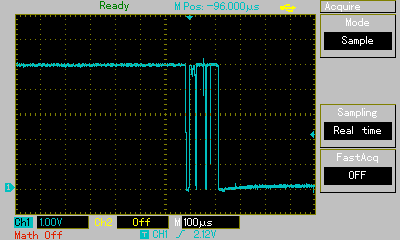 Ready M Pos: -96.000µs Acquire
Mode
Sample
Sampling
Real time
FastAcq
OFF
1
Ch1 100V Ch2 Off M 100µs
Math Off T CH1 / 2.12V